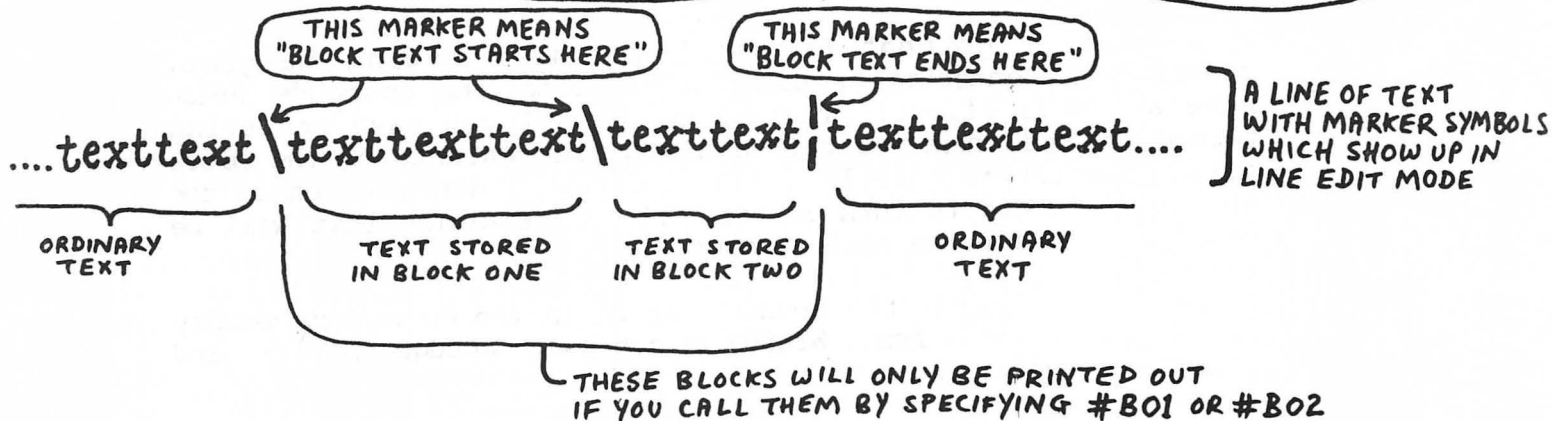 THIS MARKER MEANS
"BLOCK TEXT STARTS HERE"
THIS MARKER MEANS
"BLOCK TEXT ENDS HERE"
....texttext\texttexttext\texttext¦texttexttext....
A LINE OF TEXT
WITH MARKER SYMBOLS
WHICH SHOW UP IN
LINE EDIT MODE
ORDINARY
TEXT
TEXT STORED
IN BLOCK ONE
TEXT STORED
IN BLOCK TWO
ORDINARY
TEXT
THESE BLOCKS WILL ONLY BE PRINTED OUT
IF YOU CALL THEM BY SPECIFYING #B01 OR #B02